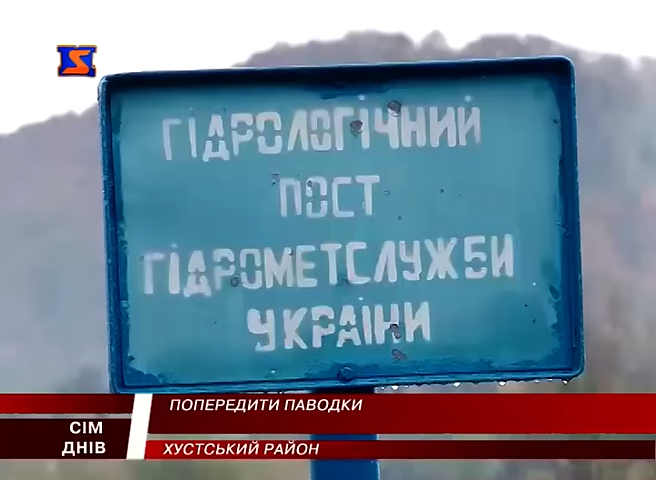 ГІДРОЛОГІЧНИЙ
ПОСТ
ГІДРОМЕТСЛУЖБИ
УКРАЇНИ
ПОПЕРЕДИТИ ПАВОДКИ
СІМ
ДНІВ
ХУСТСЬКИЙ РАЙОН